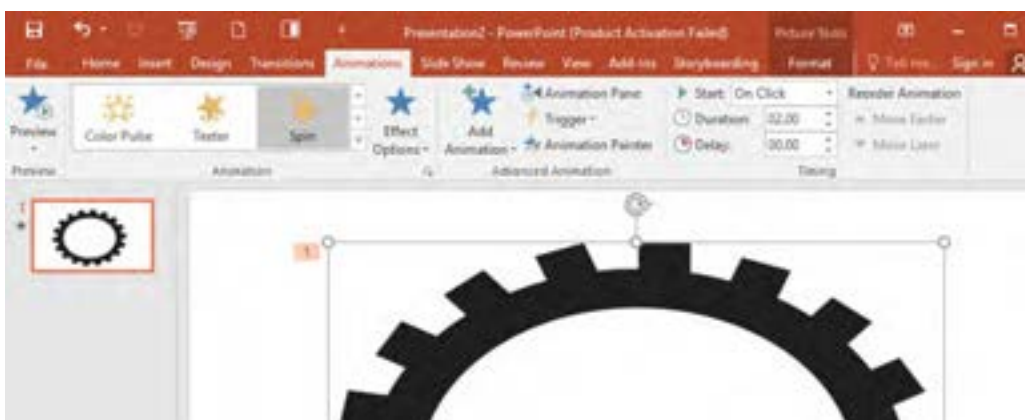 Presentation2 - PowerPoint (Product Activation Failed) Picture Tools
File Home Insert Design Transitions Animations Slide Show Review View Add-Ins Storyboarding Format Tell me... Sign in
Preview Color Pulse Teeter Spin Effect Options Add Animation Animation Pane Trigger Animation Painter Start: On Click Duration: 02.00 Delay: 00.00 Reorder Animation Move Earlier Move Later
Preview Animation Advanced Animation Timing
1
1